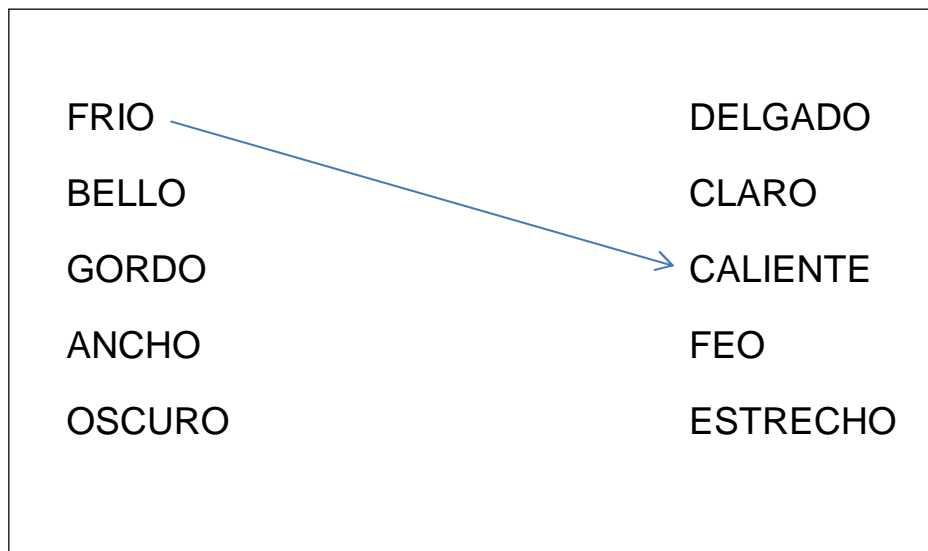 FRIO DELGADO
BELLO CLARO
GORDO CALIENTE
ANCHO FEO
OSCURO ESTRECHO